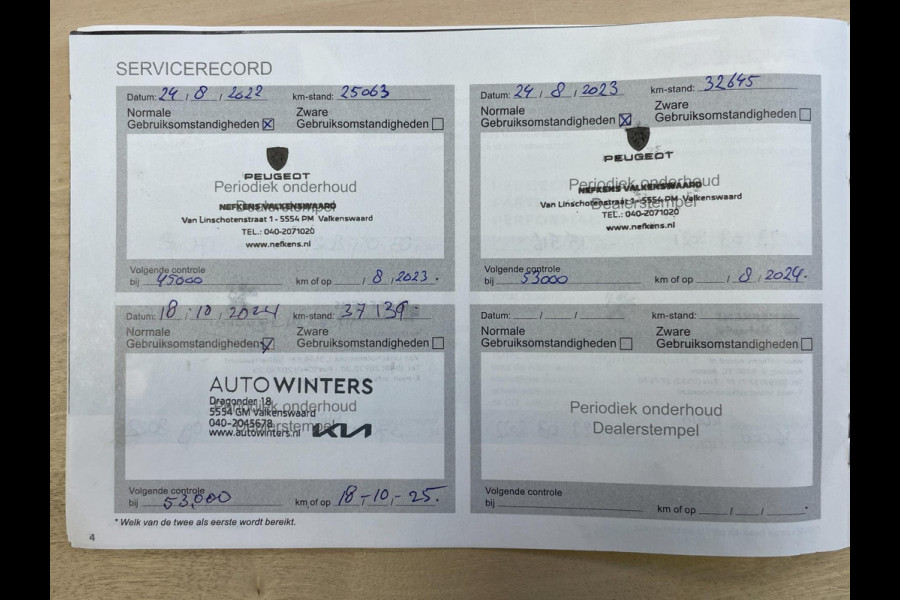 SERVICERECORD
Datum: 24 / 8 / 2022 km-stand: 25063
Normale Zware
Gebruiksomstandigheden ☒ Gebruiksomstandigheden ☐
PEUGEOT
Periodiek onderhoud
NEFKENS VALKENSWAARD
Dealerstempel
Van Linschotenstraat 1 - 5554 PM Valkenswaard
TEL.: 040-2071020
www.nefkens.nl
Volgende controle
bij 45000 km of op / 8 / 2023.
Datum: 24 / 8 / 2023 km-stand: 32645
Normale Zware
Gebruiksomstandigheden ☒ Gebruiksomstandigheden ☐
PEUGEOT
Periodiek onderhoud
NEFKENS VALKENSWAARD
Dealerstempel
Van Linschotenstraat 1 - 5554 PM Valkenswaard
TEL.: 040-2071020
www.nefkens.nl
Volgende controle
bij 53000 km of op / 8 / 2024.
Datum: 18 / 10 / 2024 km-stand: 37139
Normale Zware
Gebruiksomstandigheden ☑ Gebruiksomstandigheden ☐
AUTO WINTERS
Dragonder 18
Periodiek onderhoud
5554 GM Valkenswaard
040-2045678
Dealerstempel
www.autowinters.nl KIA
Volgende controle
bij 53,000 km of op 18-10-25.
Datum: / / km-stand:
Normale Zware
Gebruiksomstandigheden ☐ Gebruiksomstandigheden ☐
Periodiek onderhoud
Dealerstempel
Volgende controle
bij km of op / / .
* Welk van de twee als eerste wordt bereikt.
4